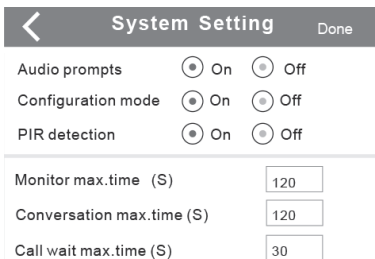 System Setting Done
Audio prompts On Off
Configuration mode On Off
PIR detection On Off
Monitor max.time (S) 120
Conversation max.time (S) 120
Call wait max.time (S) 30